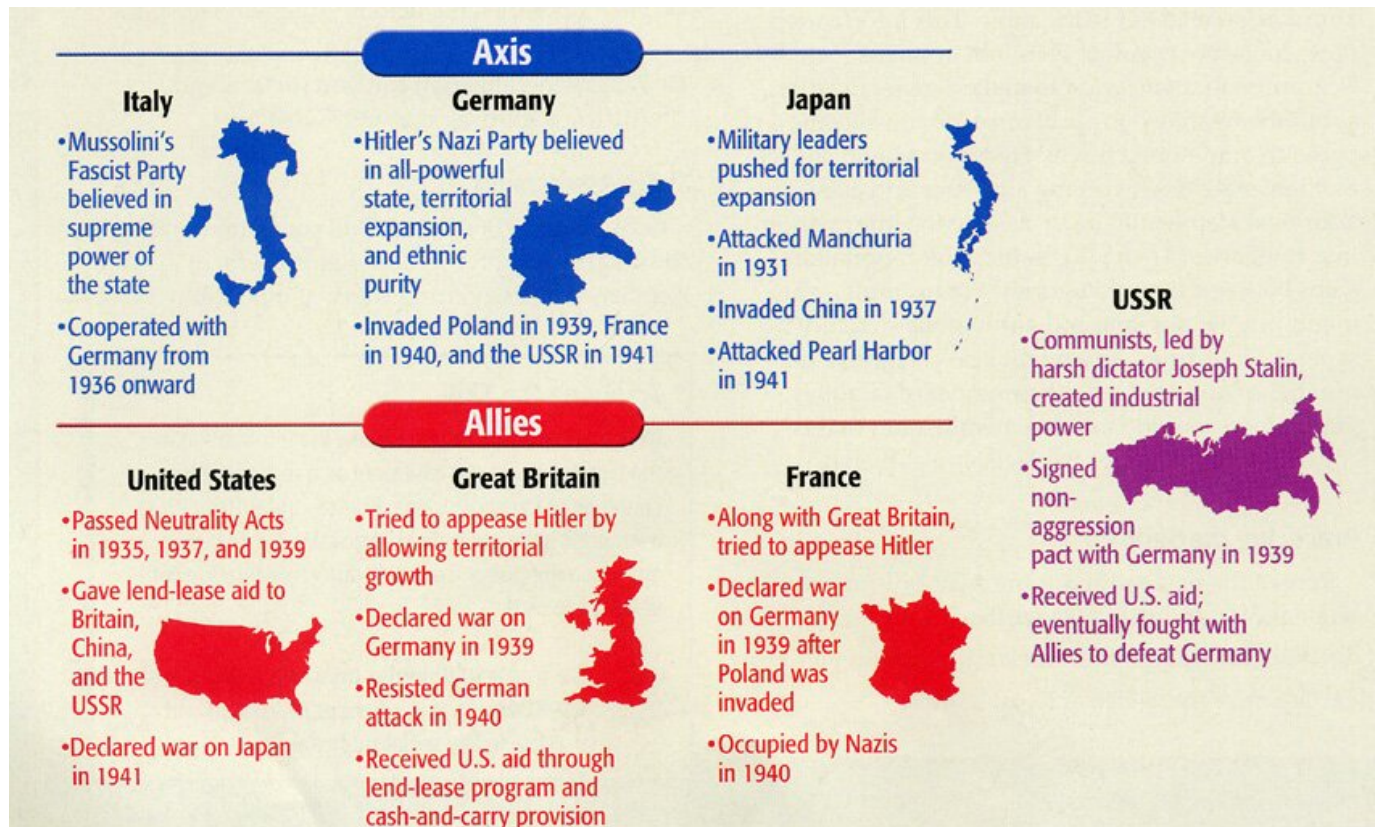 Axis
Italy
•Mussolini's
Fascist Party
believed in
supreme
power of
the state
•Cooperated with
Germany from
1936 onward
Germany
•Hitler's Nazi Party believed
in all-powerful
state, territorial
expansion,
and ethnic
purity
•Invaded Poland in 1939, France
in 1940, and the USSR in 1941
Japan
•Military leaders
pushed for territorial
expansion
•Attacked Manchuria
in 1931
•Invaded China in 1937
•Attacked Pearl Harbor
in 1941
Allies
United States
•Passed Neutrality Acts
in 1935, 1937, and 1939
•Gave lend-lease aid to
Britain,
China,
and the
USSR
•Declared war on Japan
in 1941
Great Britain
•Tried to appease Hitler by
allowing territorial
growth
•Declared war on
Germany in 1939
•Resisted German
attack in 1940
•Received U.S. aid through
lend-lease program and
cash-and-carry provision
France
•Along with Great Britain,
tried to appease Hitler
•Declared war
on Germany
in 1939 after
Poland was
invaded
•Occupied by Nazis
in 1940
USSR
•Communists, led by
harsh dictator Joseph Stalin,
created industrial
power
•Signed
non-
aggression
pact with Germany in 1939
•Received U.S. aid;
eventually fought with
Allies to defeat Germany